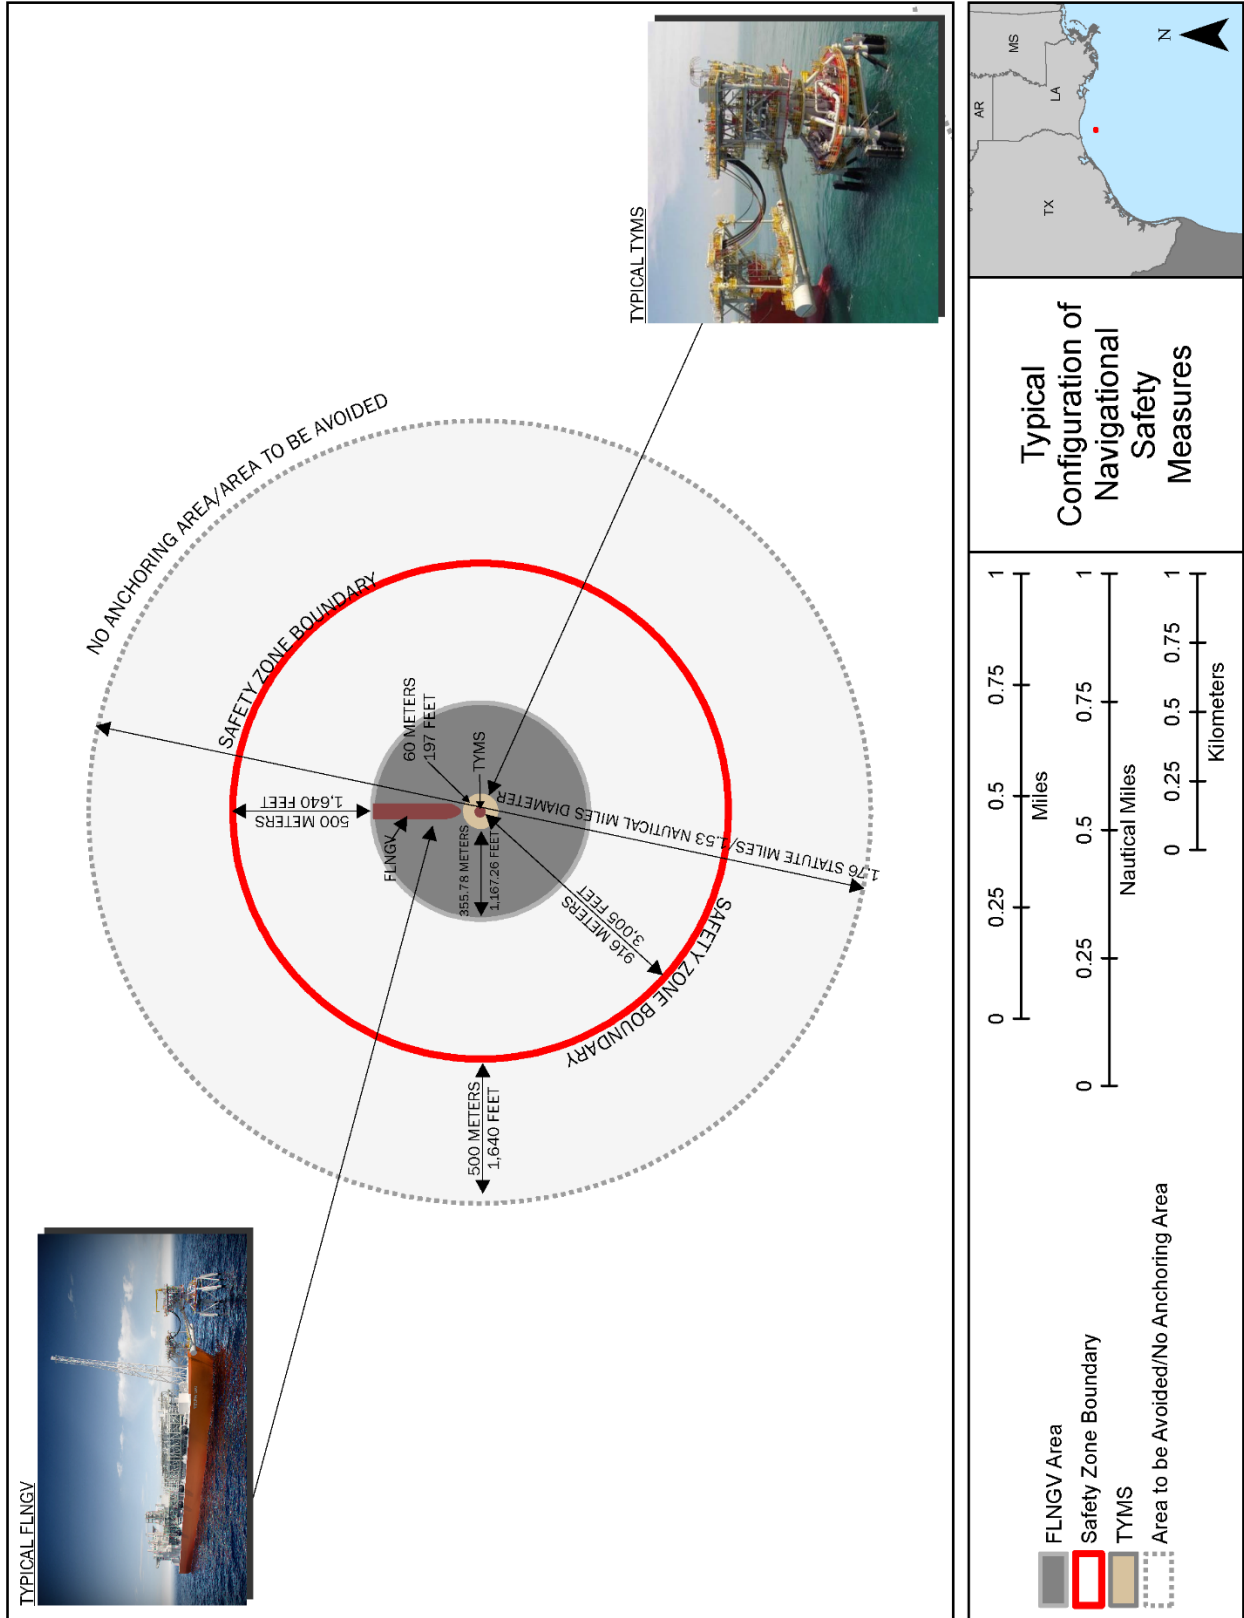 TYPICAL FLNGV
NO ANCHORING AREA/AREA TO BE AVOIDED
SAFETY ZONE BOUNDARY
500 METERS
1,640 FEET
60 METERS
197 FEET
TYMS
FLNGV
355.78 METERS
1,167.26 FEET
1.76 STATUTE MILES/1.53 NAUTICAL MILES DIAMETER
916 METERS
3,005 FEET
SAFETY ZONE BOUNDARY
500 METERS
1,640 FEET
TYPICAL TYMS
FLNGV Area
Safety Zone Boundary
TYMS
Area to be Avoided/No Anchoring Area
0 0.25 0.5 0.75 1
Miles
0 0.25 0.5 0.75 1
Nautical Miles
0 0.25 0.5 0.75 1
Kilometers
Typical
Configuration of
Navigational
Safety
Measures
AR
MS
LA
TX
N